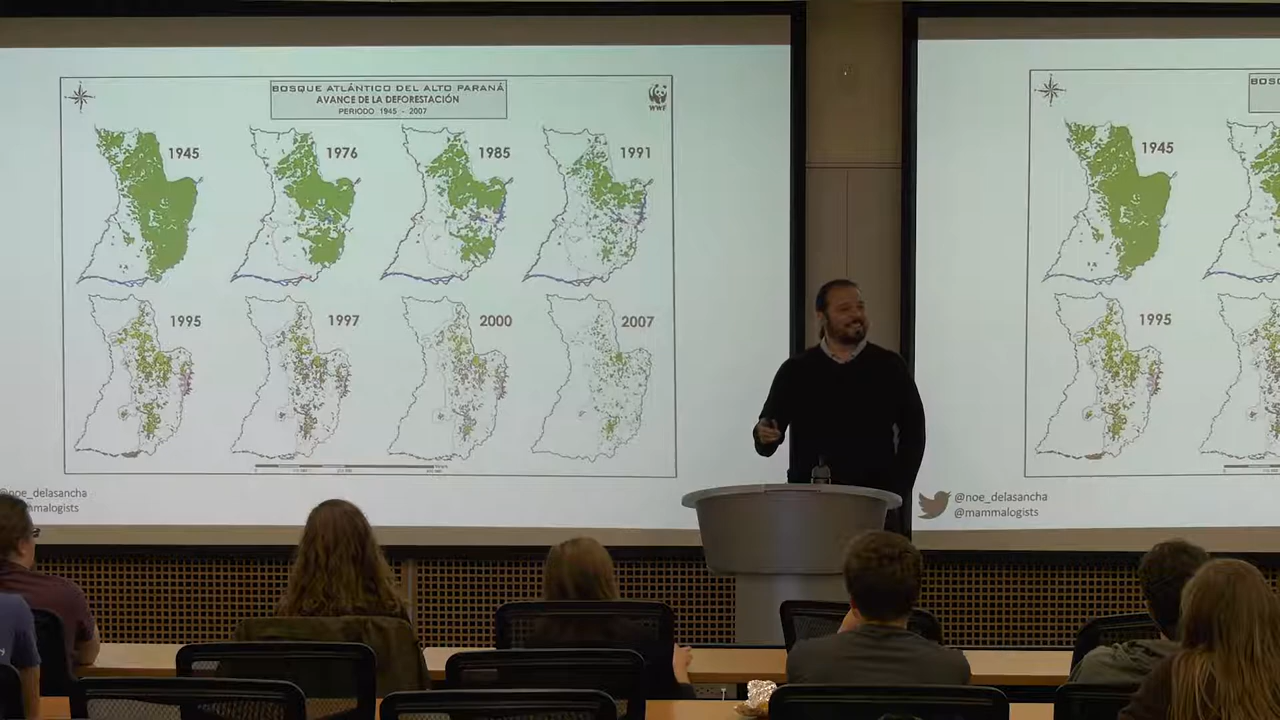 BOSQUE ATLÁNTICO DEL ALTO PARANÁ
AVANCE DE LA DEFORESTACIÓN
PERIODO 1945 - 2007
WWF
1945
1976
1985
1991
1995
1997
2000
2007
@noe_delasancha
@mammalogists
1945
1995
@noe_delasancha
@mammalogists